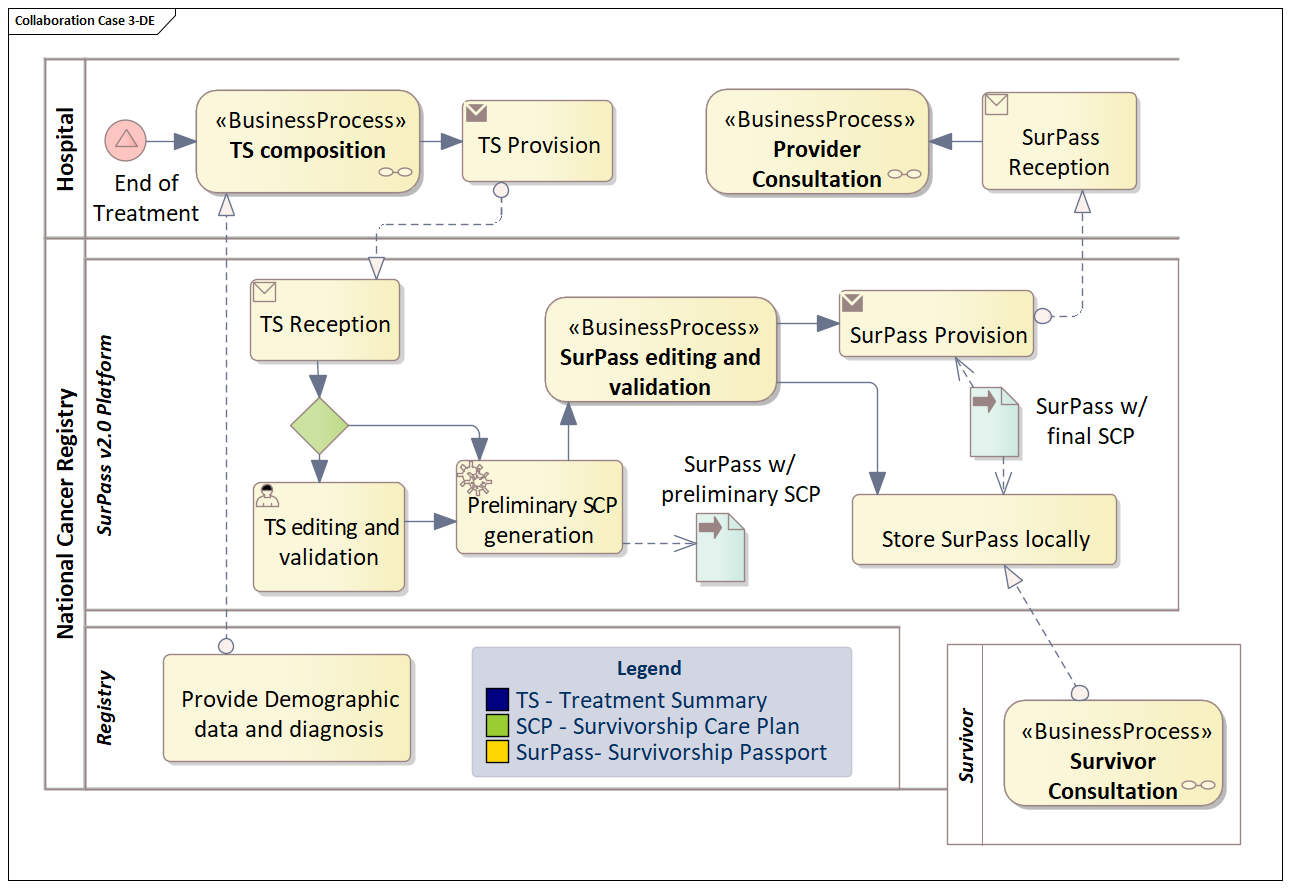 Collaboration Case 3-DE
Hospital
End of
Treatment
«BusinessProcess»
TS composition
TS Provision
«BusinessProcess»
Provider
Consultation
SurPass
Reception
National Cancer Registry
SurPass v2.0 Platform
TS Reception
TS editing and
validation
Preliminary SCP
generation
«BusinessProcess»
SurPass editing and
validation
SurPass w/
preliminary SCP
SurPass Provision
SurPass w/
final SCP
Store SurPass locally
Registry
Provide Demographic
data and diagnosis
Legend
TS - Treatment Summary
SCP - Survivorship Care Plan
SurPass- Survivorship Passport
Survivor
«BusinessProcess»
Survivor
Consultation